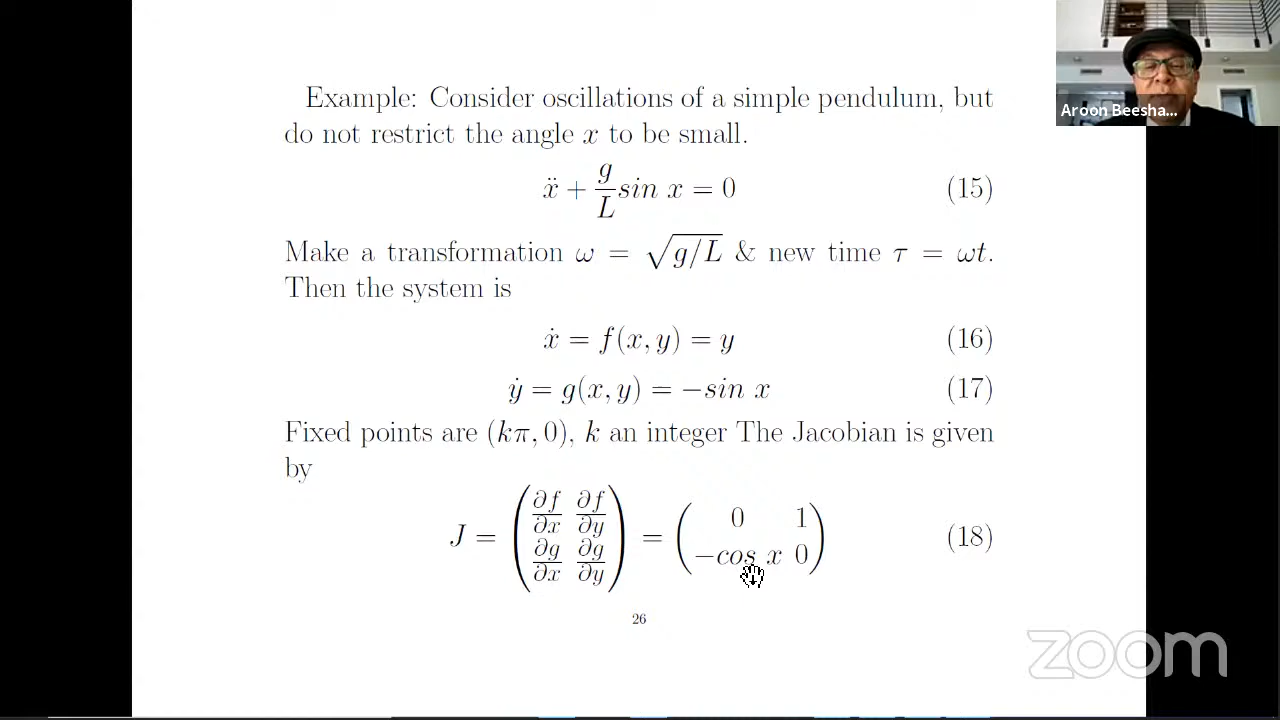 Example: Consider oscillations of a simple pendulum, but
do not restrict the angle x to be small.
ẍ + g/L sin x = 0 (15)
Make a transformation ω = √g/L & new time τ = ωt.
Then the system is
ẋ = f(x, y) = y (16)
ẏ = g(x, y) = −sin x (17)
Fixed points are (kπ, 0), k an integer The Jacobian is given
by
J = (∂f/∂x ∂f/∂y ∂g/∂x ∂g/∂y) = (0 1 −cos x 0) (18)
26
Aroon Beesha...
zoom